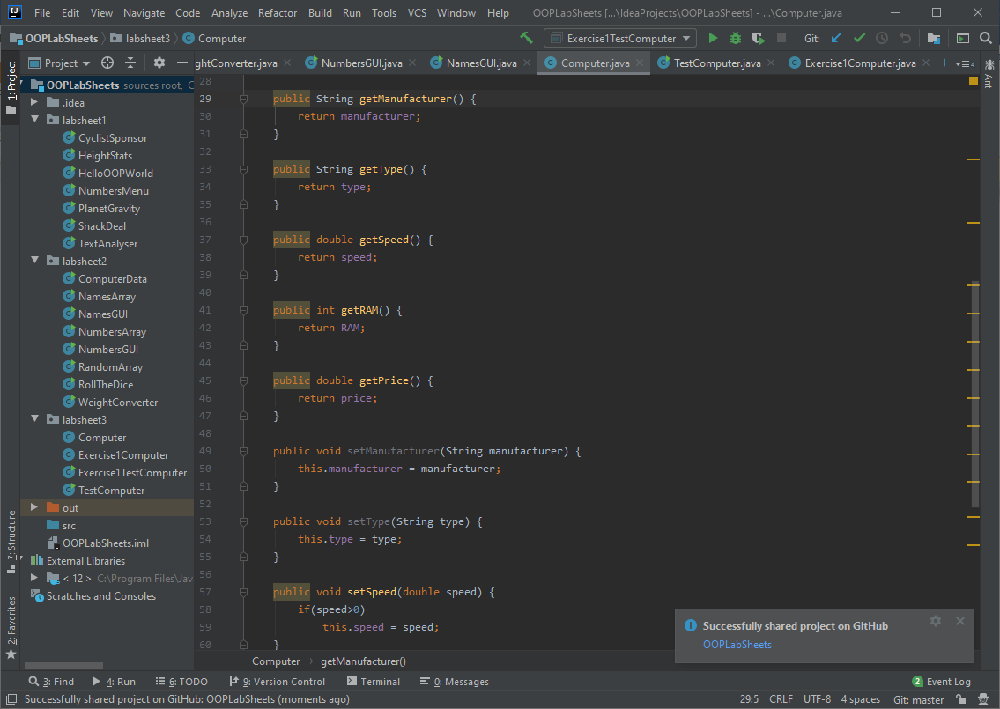 File Edit View Navigate Code Analyze Refactor Build Run Tools VCS Window Help OOPLabSheets [...\IdeaProjects\OOPLabSheets] - ...\Computer.java
OOPLabSheets labsheet3 Computer Exercise1TestComputer Git:
Project ghtConverter.java NumbersGUI.java NamesGUI.java Computer.java TestComputer.java Exercise1Computer.java 4
1: Project
7: Structure
2: Favorites
Ant
OOPLabSheets sources root, C
.idea
labsheet1
CyclistSponsor
HeightStats
HelloOOPWorld
NumbersMenu
PlanetGravity
SnackDeal
TextAnalyser
labsheet2
ComputerData
NamesArray
NamesGUI
NumbersArray
NumbersGUI
RandomArray
RollTheDice
WeightConverter
labsheet3
Computer
Exercise1Computer
Exercise1TestComputer
TestComputer
out
src
OOPLabSheets.iml
External Libraries
< 12 > C:\Program Files\Jav
Scratches and Consoles
28
29 public String getManufacturer() {
30 return manufacturer;
31 }
32
33 public String getType() {
34 return type;
35 }
36
37 public double getSpeed() {
38 return speed;
39 }
40
41 public int getRAM() {
42 return RAM;
43 }
44
45 public double getPrice() {
46 return price;
47 }
48
49 public void setManufacturer(String manufacturer) {
50 this.manufacturer = manufacturer;
51 }
52
53 public void setType(String type) {
54 this.type = type;
55 }
56
57 public void setSpeed(double speed) {
58 if(speed>0)
59 this.speed = speed;
60 }
Successfully shared project on GitHub
OOPLabSheets
Computer getManufacturer()
3: Find 4: Run 6: TODO 9: Version Control Terminal 0: Messages 2 Event Log
Successfully shared project on GitHub: OOPLabSheets (moments ago) 29:5 CRLF UTF-8 4 spaces Git: master